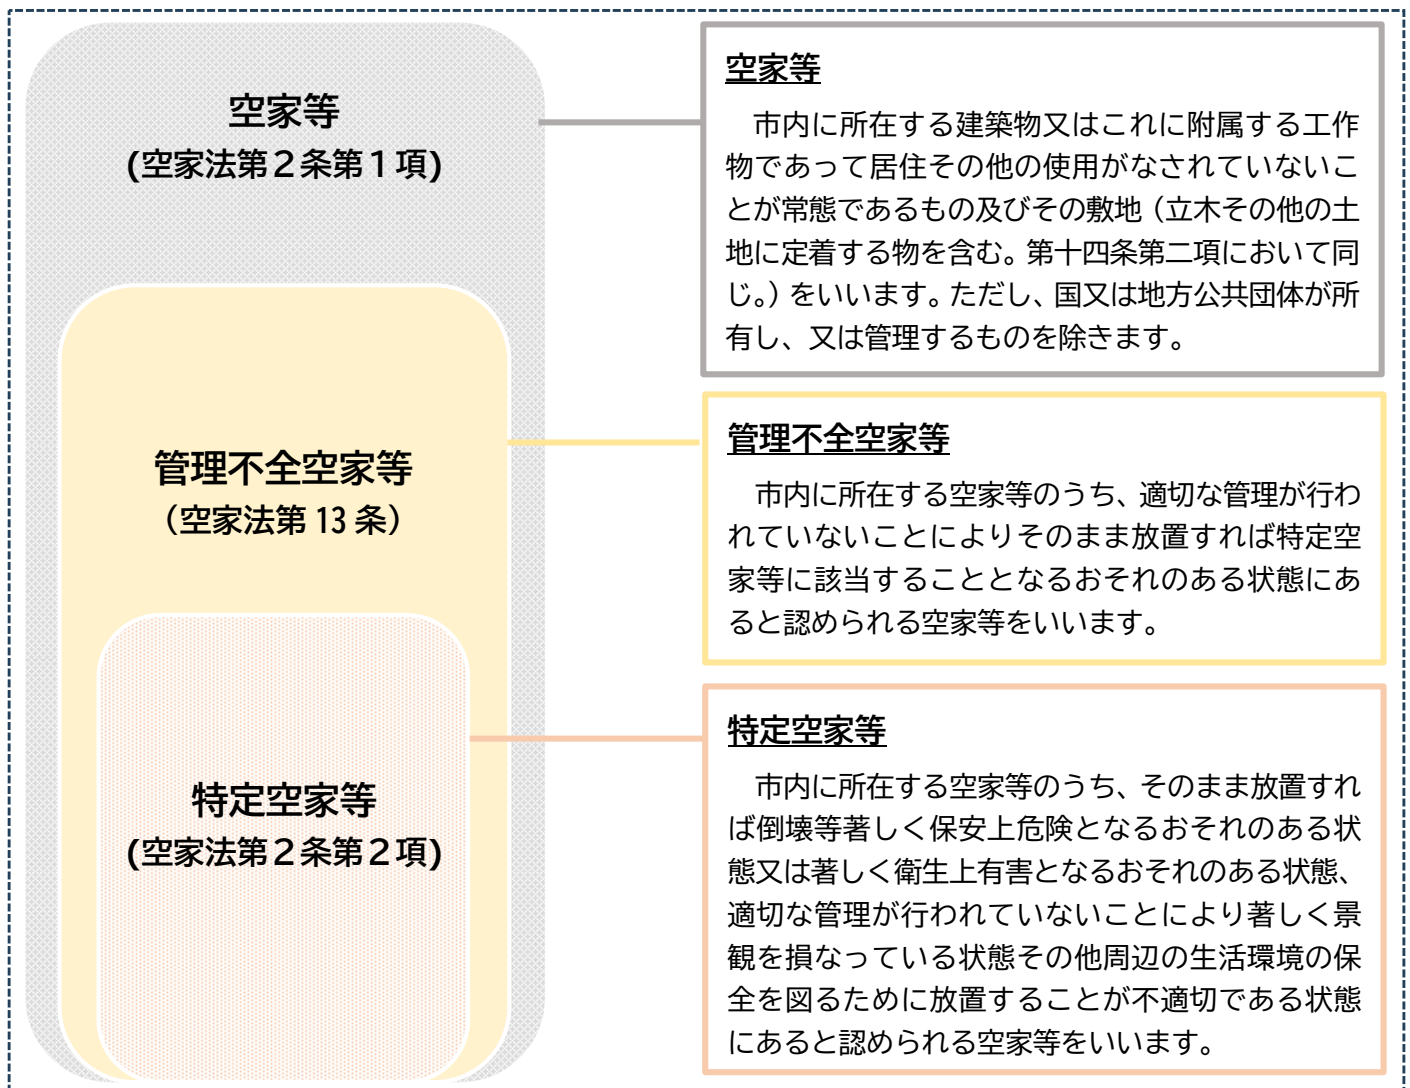 空家等
(空家法第２条第１項)
管理不全空家等
（空家法第 13 条）
特定空家等
(空家法第２条第２項)
空家等
市内に所在する建築物又はこれに附属する工作
物であって居住その他の使用がなされていないこ
とが常態であるもの及びその敷地（立木その他の土
地に定着する物を含む。第十四条第二項において同
じ。）をいいます。ただし、国又は地方公共団体が所
有し、又は管理するものを除きます。
管理不全空家等
市内に所在する空家等のうち、適切な管理が行わ
れていないことによりそのまま放置すれば特定空
家等に該当することとなるおそれのある状態にあ
ると認められる空家等をいいます。
特定空家等
市内に所在する空家等のうち、そのまま放置すれ
ば倒壊等著しく保安上危険となるおそれのある状
態又は著しく衛生上有害となるおそれのある状態、
適切な管理が行われていないことにより著しく景
観を損なっている状態その他周辺の生活環境の保
全を図るために放置することが不適切である状態
にあると認められる空家等をいいます。